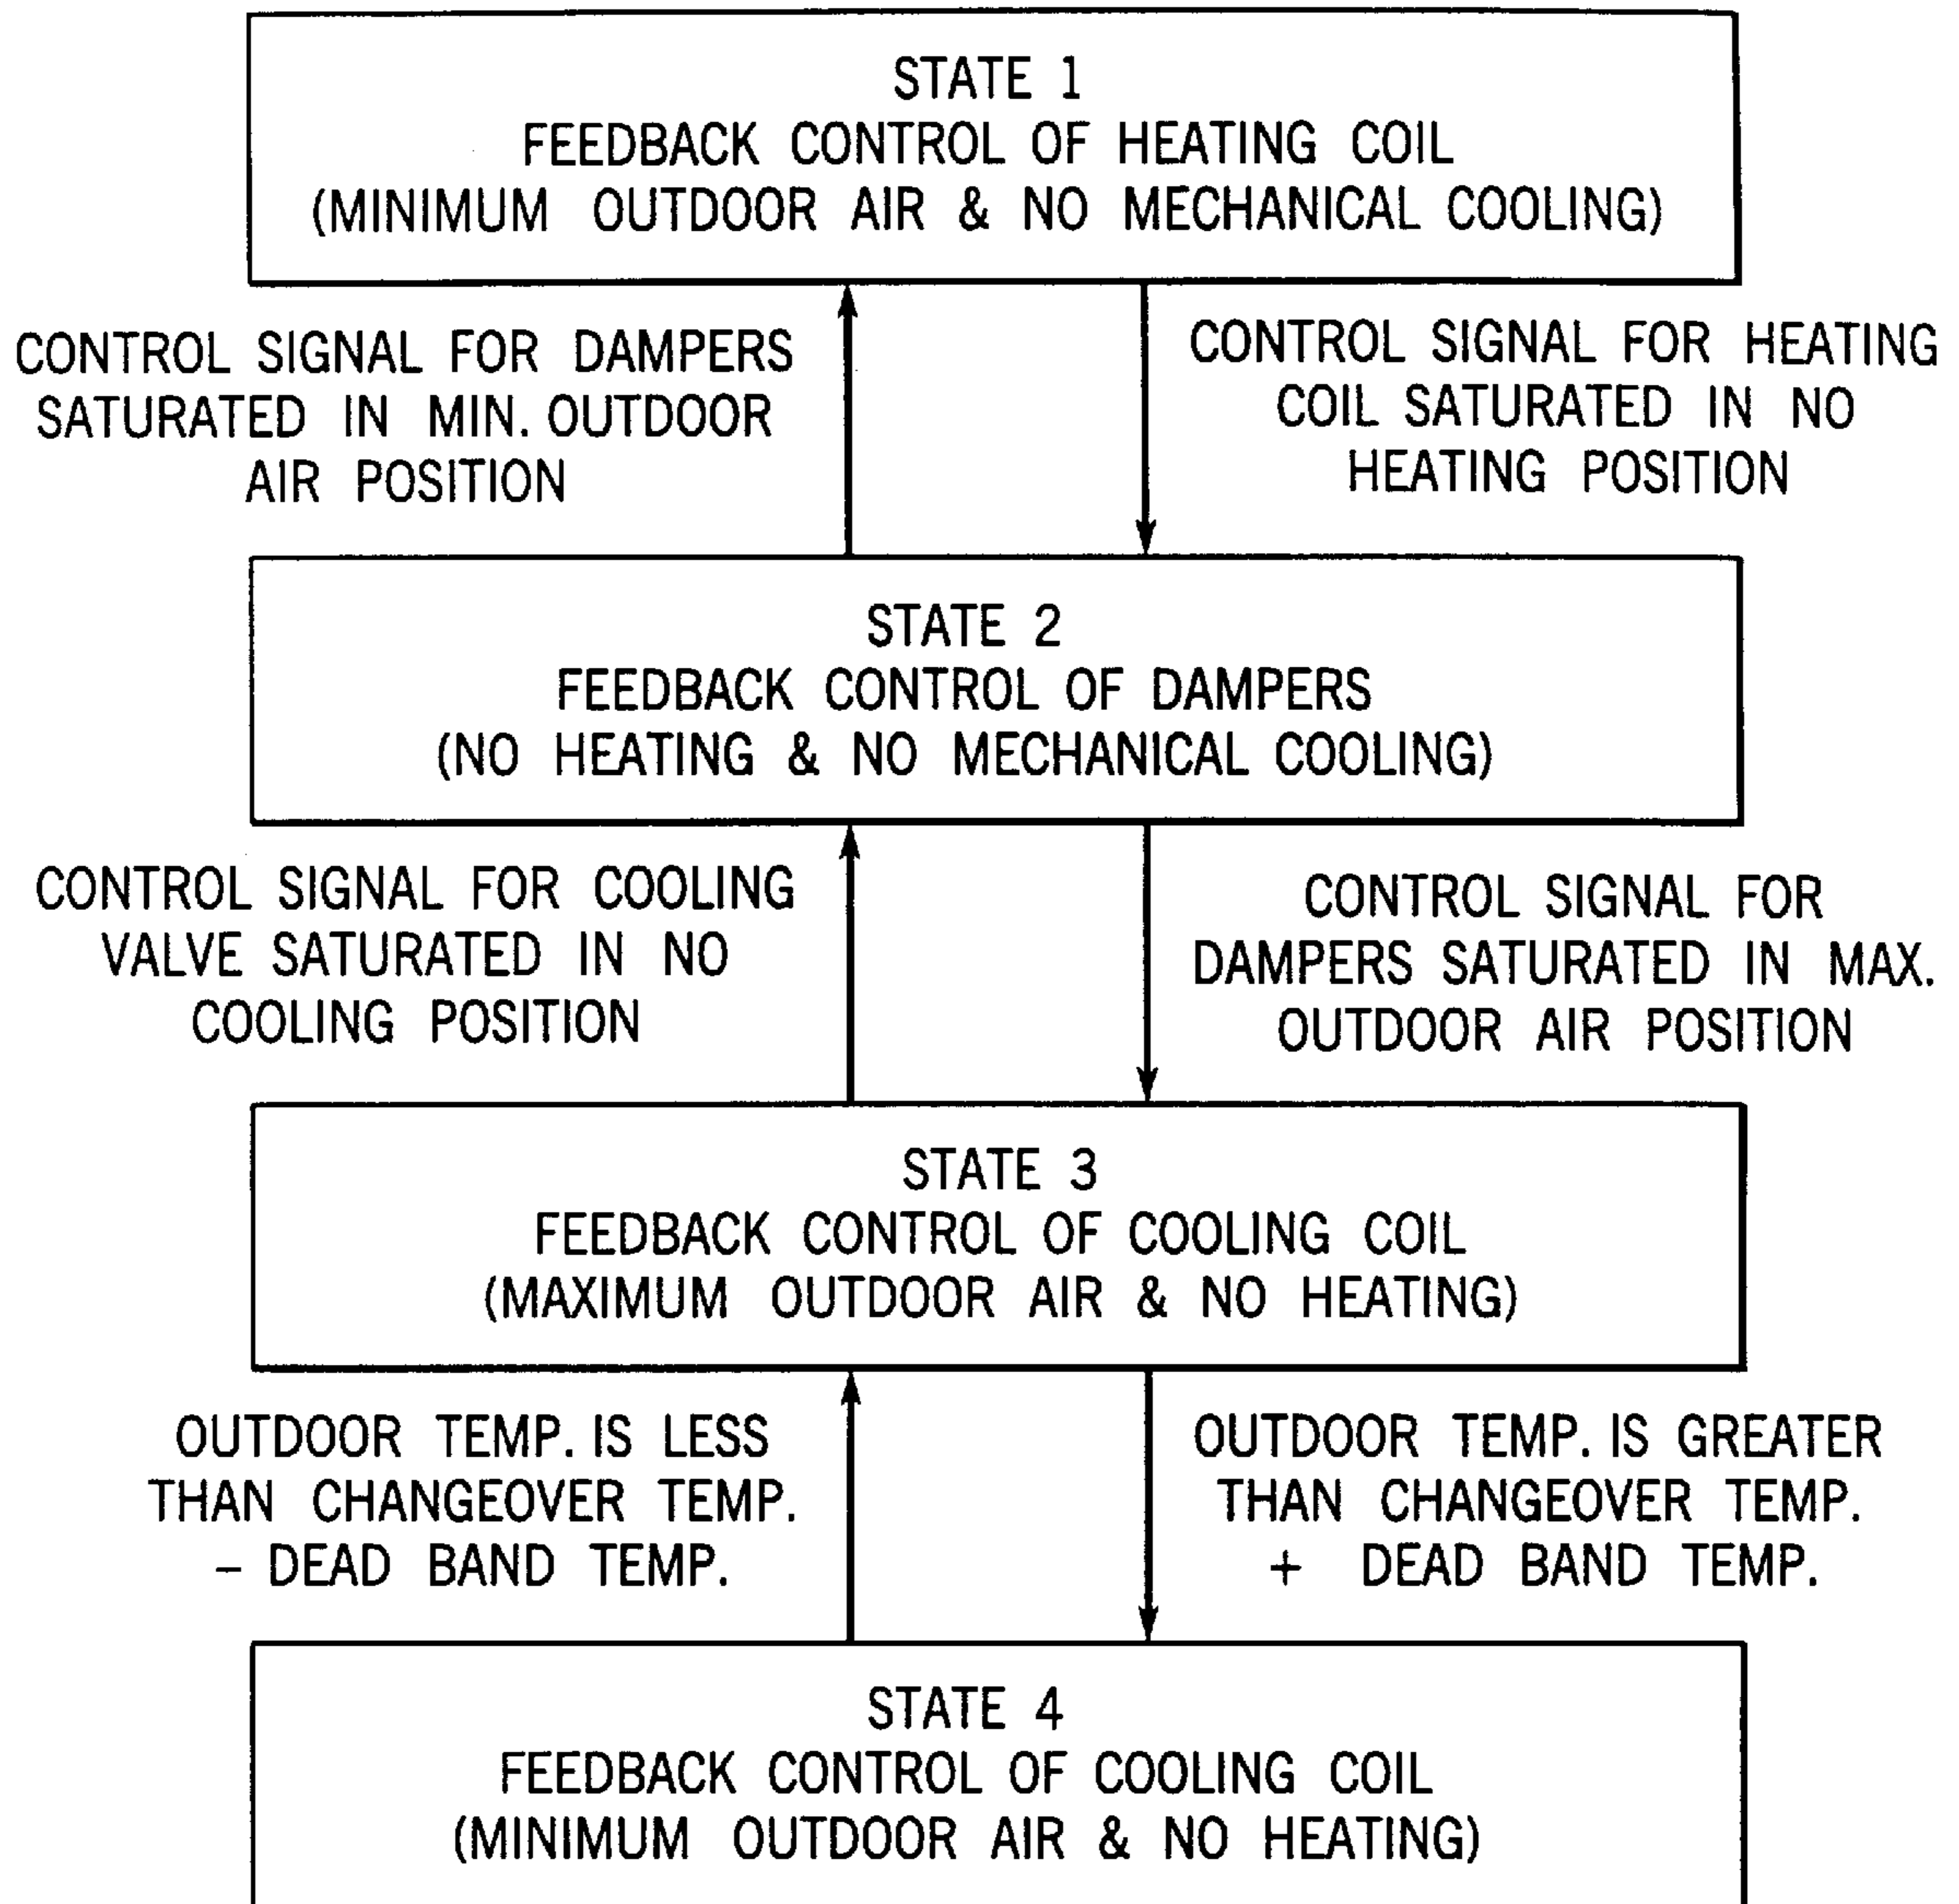 STATE 1
FEEDBACK CONTROL OF HEATING COIL
(MINIMUM OUTDOOR AIR & NO MECHANICAL COOLING)
CONTROL SIGNAL FOR DAMPERS
SATURATED IN MIN. OUTDOOR
AIR POSITION
CONTROL SIGNAL FOR HEATING
COIL SATURATED IN NO
HEATING POSITION
STATE 2
FEEDBACK CONTROL OF DAMPERS
(NO HEATING & NO MECHANICAL COOLING)
CONTROL SIGNAL FOR COOLING
VALVE SATURATED IN NO
COOLING POSITION
CONTROL SIGNAL FOR
DAMPERS SATURATED IN MAX.
OUTDOOR AIR POSITION
STATE 3
FEEDBACK CONTROL OF COOLING COIL
(MAXIMUM OUTDOOR AIR & NO HEATING)
OUTDOOR TEMP. IS LESS
THAN CHANGEOVER TEMP.
– DEAD BAND TEMP.
OUTDOOR TEMP. IS GREATER
THAN CHANGEOVER TEMP.
+ DEAD BAND TEMP.
STATE 4
FEEDBACK CONTROL OF COOLING COIL
(MINIMUM OUTDOOR AIR & NO HEATING)